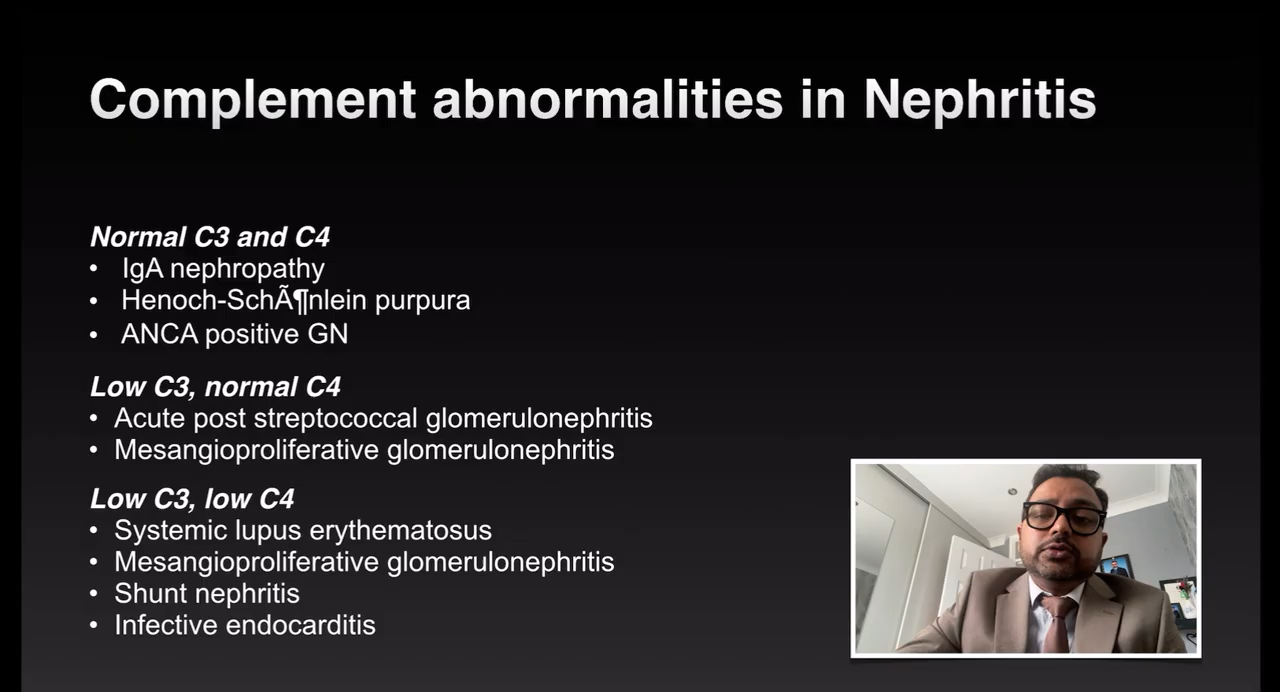 Complement abnormalities in Nephritis
Normal C3 and C4
• IgA nephropathy
• Henoch-SchÃ¶nlein purpura
• ANCA positive GN
Low C3, normal C4
• Acute post streptococcal glomerulonephritis
• Mesangioproliferative glomerulonephritis
Low C3, low C4
• Systemic lupus erythematosus
• Mesangioproliferative glomerulonephritis
• Shunt nephritis
• Infective endocarditis